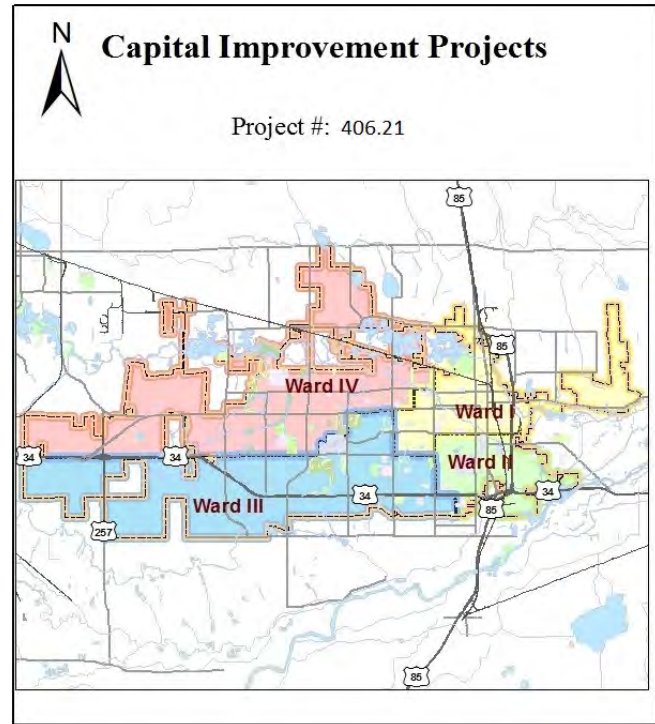 N
Capital Improvement Projects
Project #: 406.21
85
85
Ward IV
Ward I
34
34
Ward II
34
34
Ward III
85
257
85